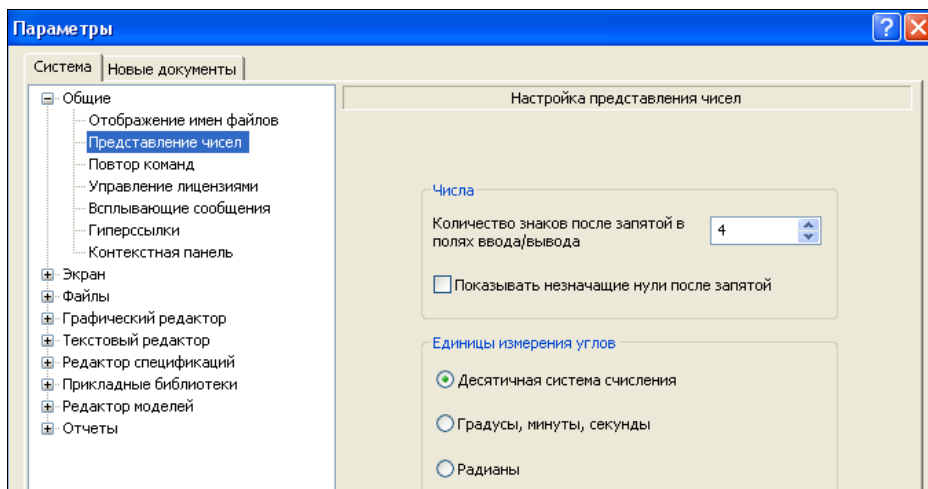 Параметры
Система
Новые документы
Общие
Отображение имен файлов
Представление чисел
Повтор команд
Управление лицензиями
Всплывающие сообщения
Гиперссылки
Контекстная панель
Экран
Файлы
Графический редактор
Текстовый редактор
Редактор спецификаций
Прикладные библиотеки
Редактор моделей
Отчеты
Настройка представления чисел
Числа
Количество знаков после запятой в
полях ввода/вывода
4
Показывать незначащие нули после запятой
Единицы измерения углов
Десятичная система счисления
Градусы, минуты, секунды
Радианы